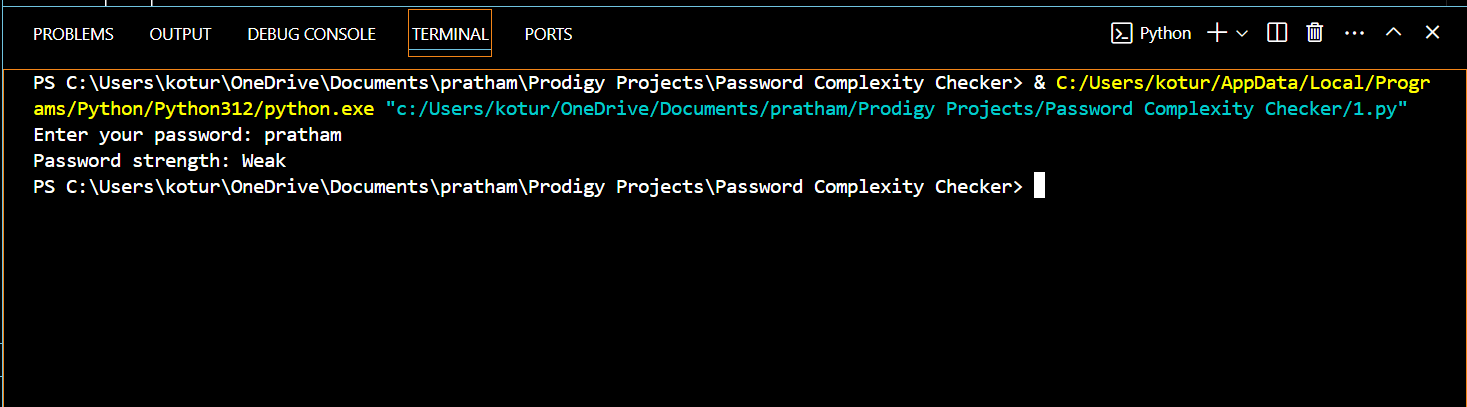 PROBLEMS OUTPUT DEBUG CONSOLE TERMINAL PORTS Python
PS C:\Users\kotur\OneDrive\Documents\pratham\Prodigy Projects\Password Complexity Checker> & C:/Users/kotur/AppData/Local/Progr
ams/Python/Python312/python.exe "c:/Users/kotur/OneDrive/Documents/pratham/Prodigy Projects/Password Complexity Checker/1.py"
Enter your password: pratham
Password strength: Weak
PS C:\Users\kotur\OneDrive\Documents\pratham\Prodigy Projects\Password Complexity Checker>